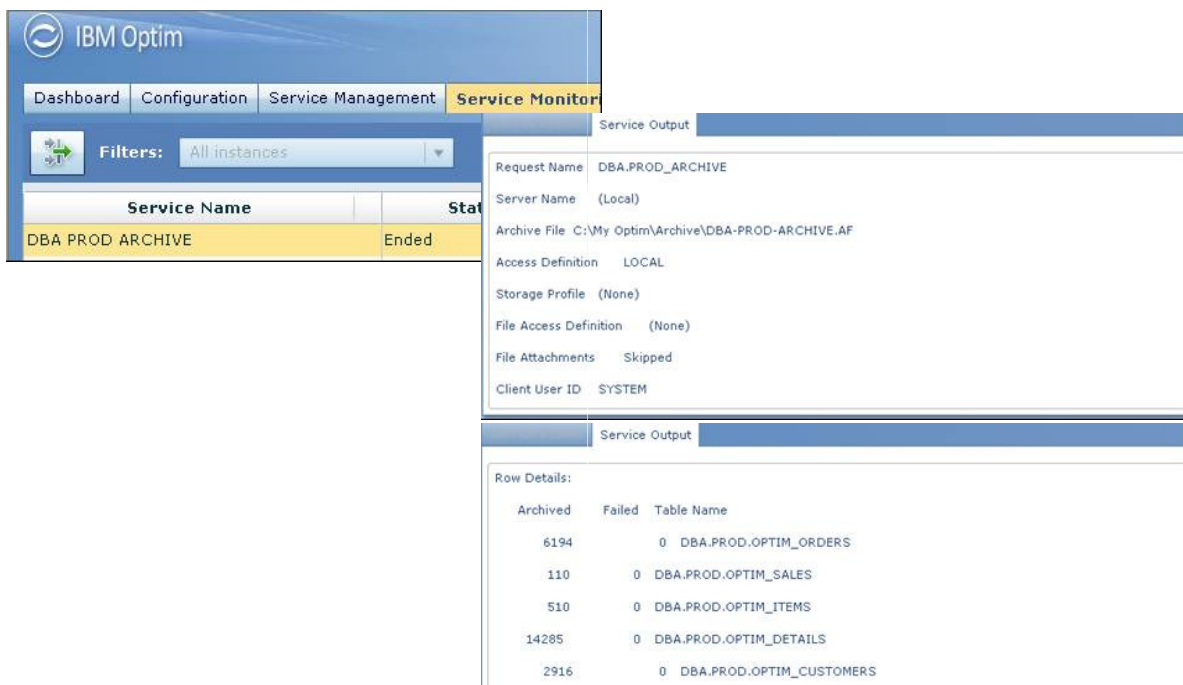 IBM Optim
Dashboard Configuration Service Management Service Monitori
Filters: All instances
Service Name Stat
DBA PROD ARCHIVE Ended
Service Output
Request Name DBA.PROD_ARCHIVE
Server Name (Local)
Archive File C:\My Optim\Archive\DBA-PROD-ARCHIVE.AF
Access Definition LOCAL
Storage Profile (None)
File Access Definition (None)
File Attachments Skipped
Client User ID SYSTEM
Service Output
Row Details:
Archived Failed Table Name
6194 0 DBA.PROD.OPTIM_ORDERS
110 0 DBA.PROD.OPTIM_SALES
510 0 DBA.PROD.OPTIM_ITEMS
14285 0 DBA.PROD.OPTIM_DETAILS
2916 0 DBA.PROD.OPTIM_CUSTOMERS